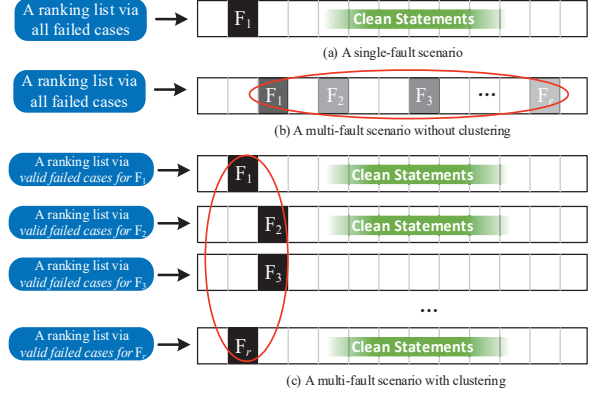 A ranking list via
all failed cases
F1
Clean Statements
(a) A single-fault scenario
A ranking list via
all failed cases
F1
F2
F3
...
Fr
(b) A multi-fault scenario without clustering
A ranking list via
valid failed cases for F1
F1
Clean Statements
A ranking list via
valid failed cases for F2
F2
Clean Statements
A ranking list via
valid failed cases for F3
F3
...
A ranking list via
valid failed cases for Fr
Fr
Clean Statements
(c) A multi-fault scenario with clustering